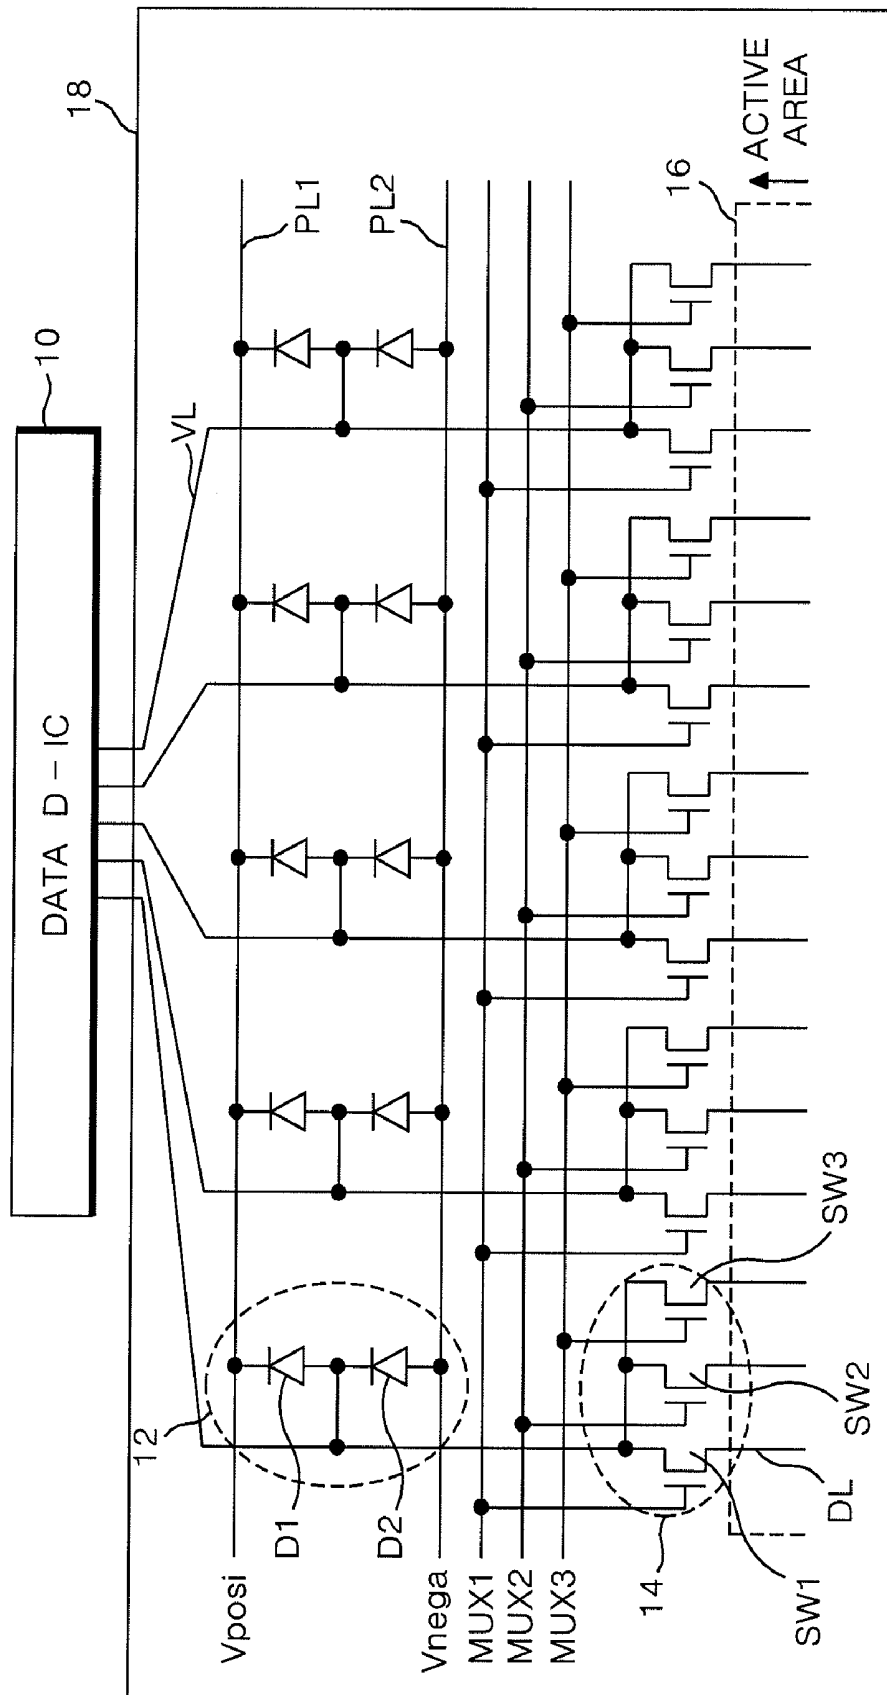 10
DATA D-IC
18
VL
PL1
PL2
12
D1
D2
Vposi
Vnega
MUX1
MUX2
MUX3
14
16
ACTIVE
AREA
SW1
DL
SW2
SW3